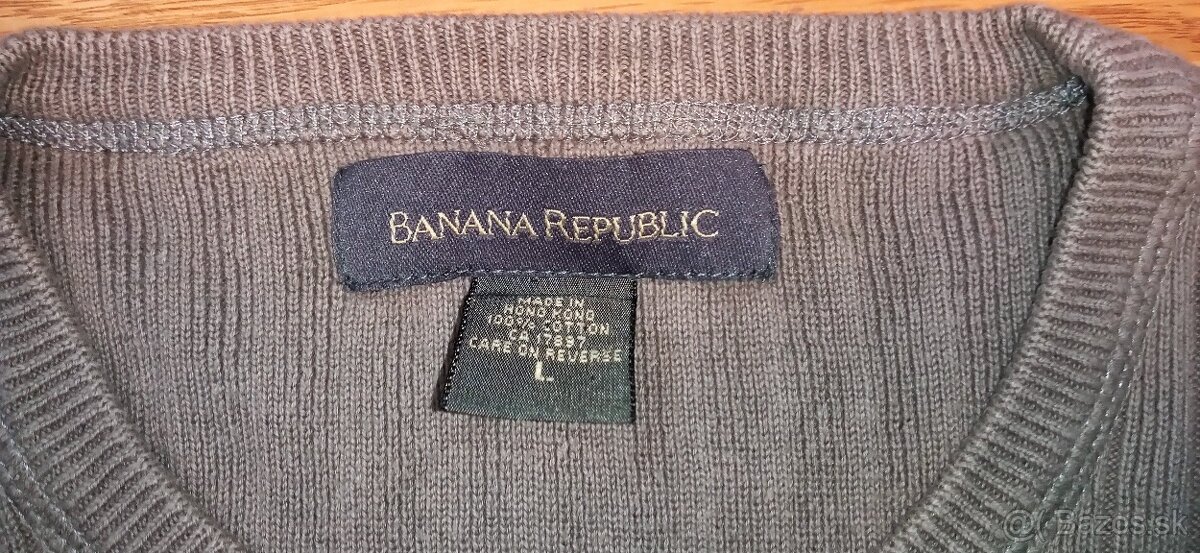 BANANA REPUBLIC
MADE IN
HONG KONG
100% COTTON
CA 17897
CARE ON REVERSE
L
Bazos.sk